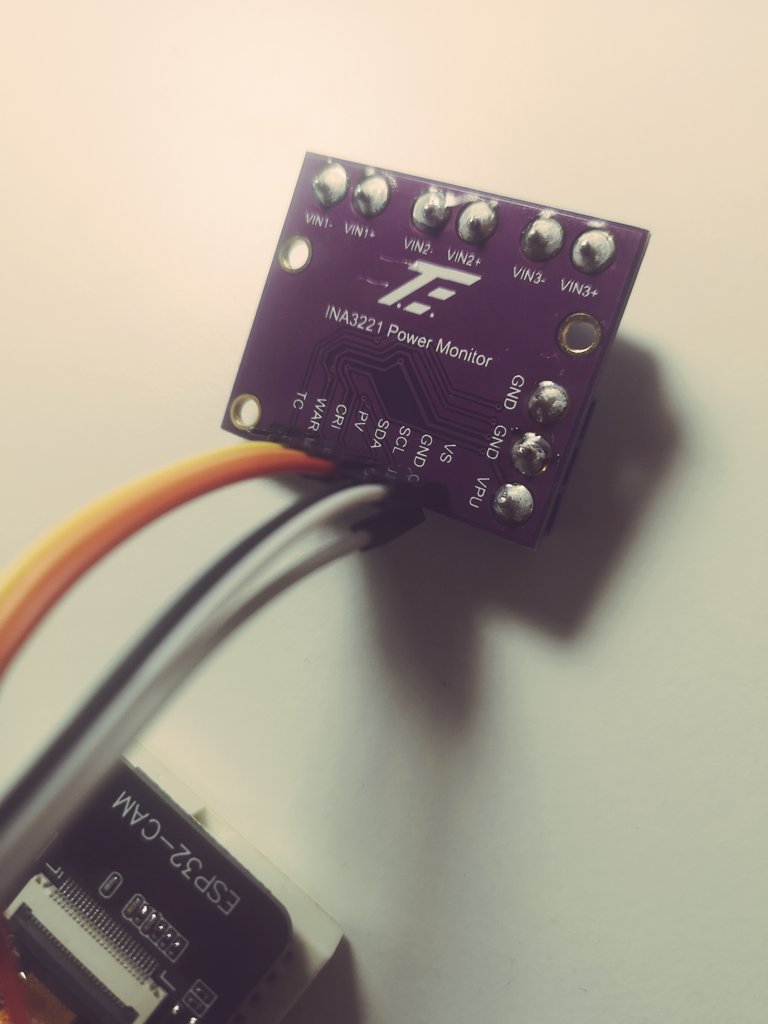 VIN1-
VIN1+
VIN2-
VIN2+
VIN3-
VIN3+
INA3221 Power Monitor
TC
WAR
CRI
PV
SDA
SCL
GND
VS
GND
GND
VPU
ESP32-CAM